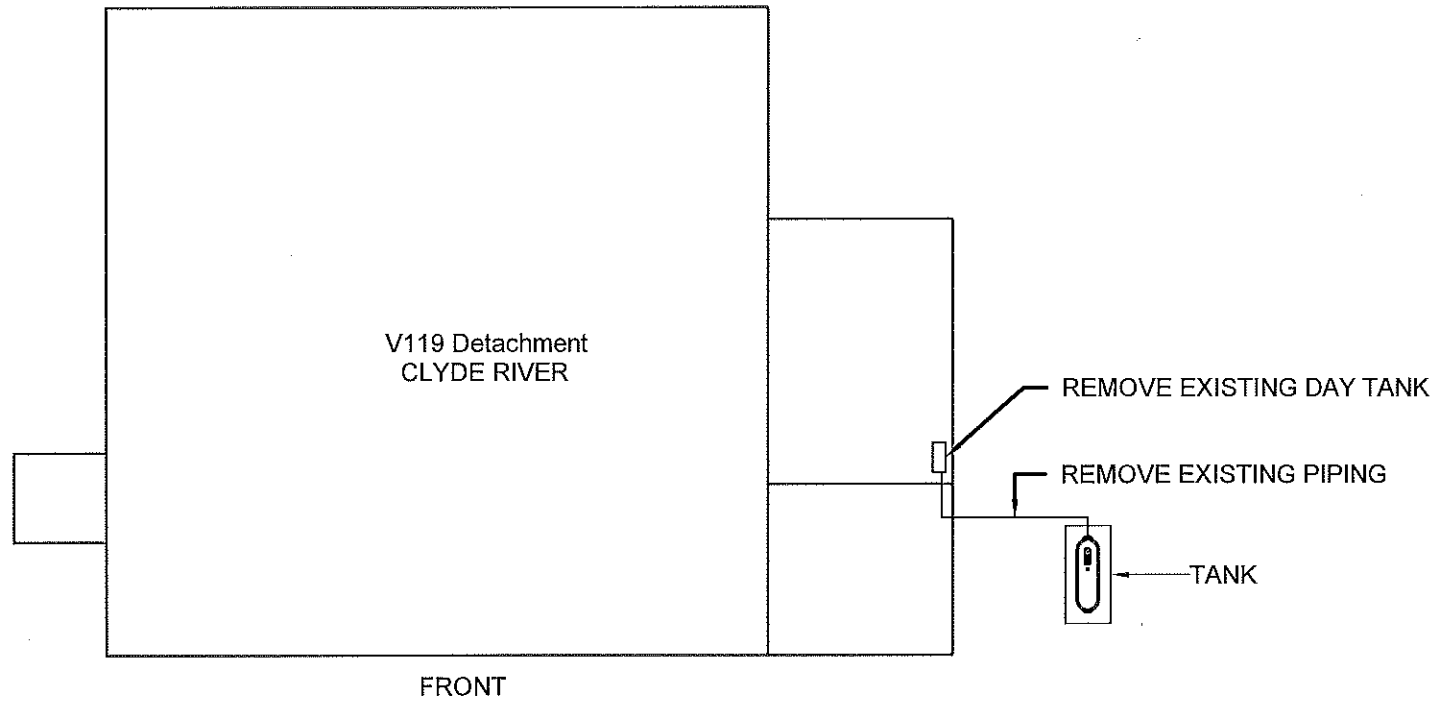 V119 Detachment
CLYDE RIVER
REMOVE EXISTING DAY TANK
REMOVE EXISTING PIPING
TANK
FRONT